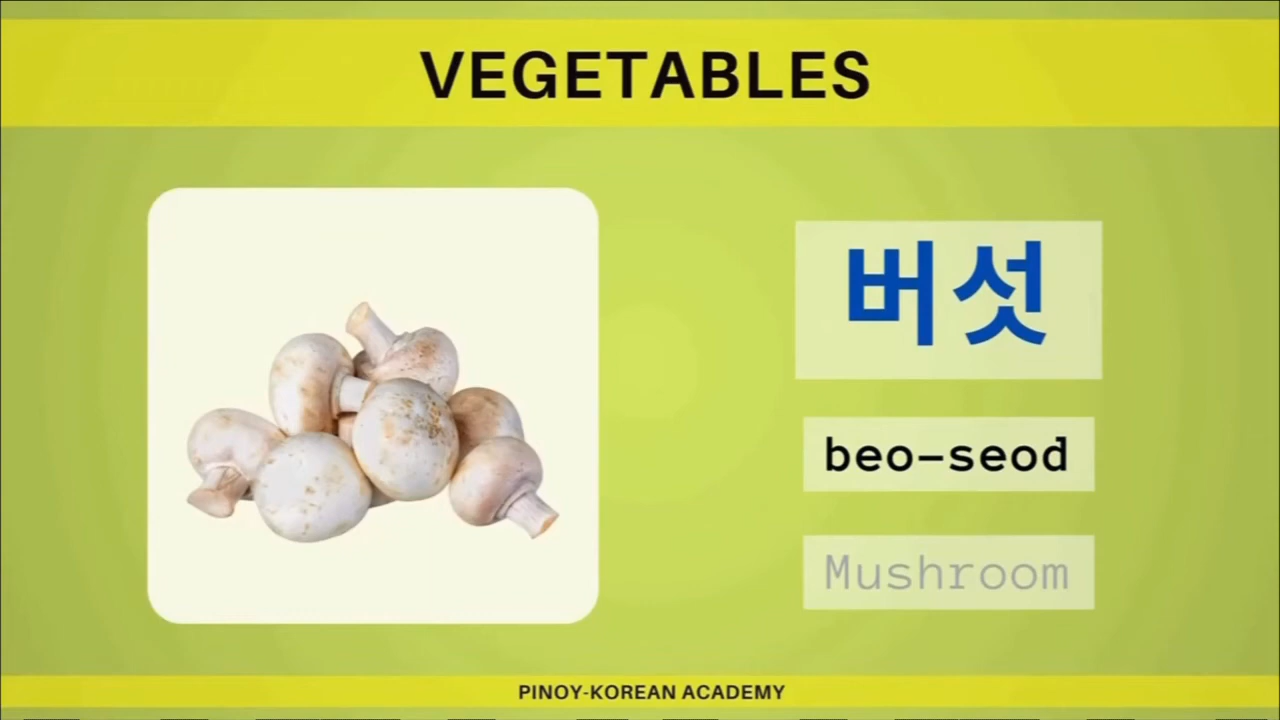 VEGETABLES
버섯
beo-seod
Mushroom
PINOY-KOREAN ACADEMY